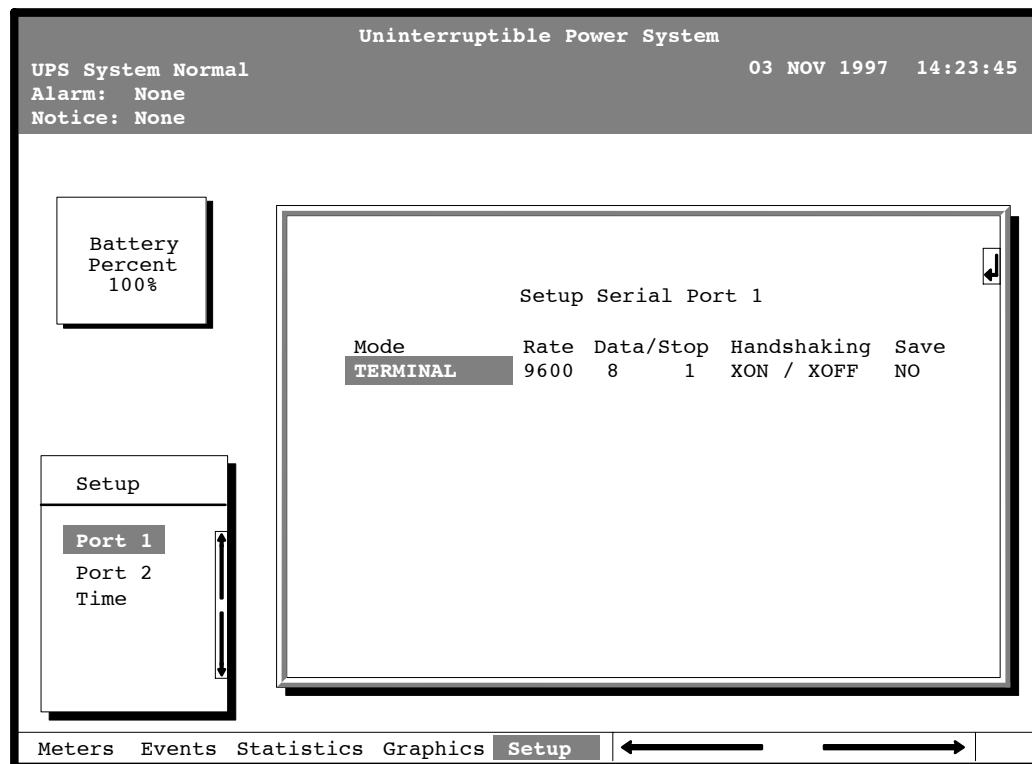 Uninterruptible Power System
UPS System Normal 03 NOV 1997 14:23:45
Alarm: None
Notice: None
Battery
Percent
100%
Setup Serial Port 1
Mode Rate Data/Stop Handshaking Save
TERMINAL 9600 8 1 XON / XOFF NO
Setup
Port 1
Port 2
Time
Meters Events Statistics Graphics Setup